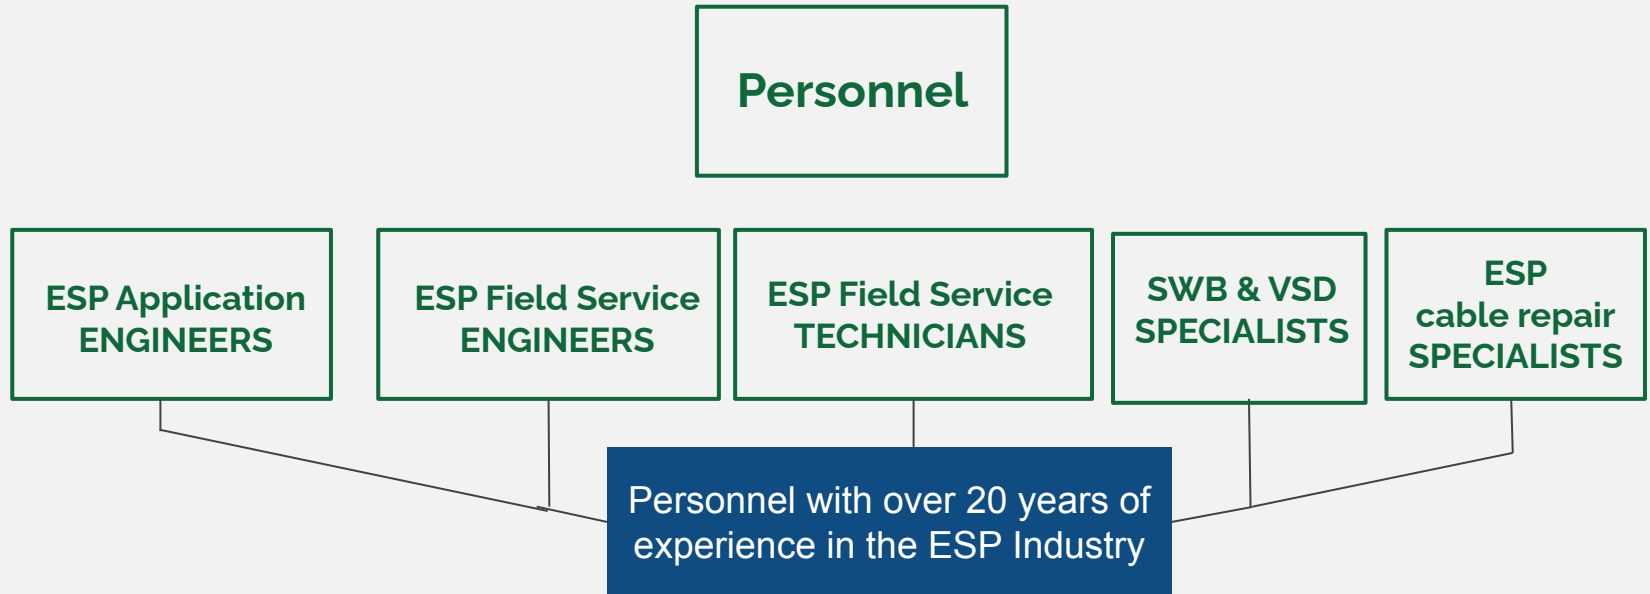 Personnel
ESP Application
ENGINEERS
ESP Field Service
ENGINEERS
ESP Field Service
TECHNICIANS
SWB & VSD
SPECIALISTS
ESP
cable repair
SPECIALISTS
Personnel with over 20 years of
experience in the ESP Industry